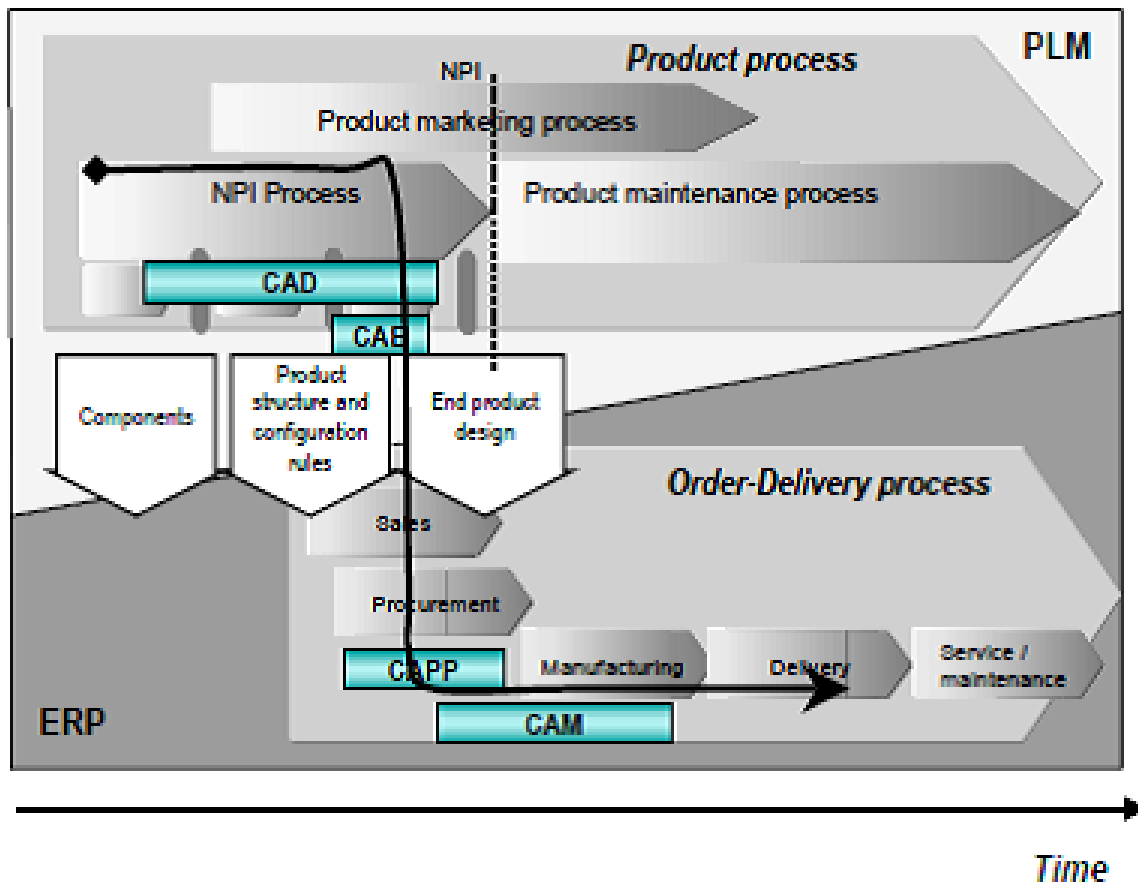 PLM
Product process
NPI
Product marketing process
NPI Process
Product maintenance process
CAD
CAE
Components
Product
structure and
configuration
rules
End product
design
Order-Delivery process
Sales
Procurement
CAPP
Manufacturing
Delivery
Service /
maintenance
CAM
ERP
Time